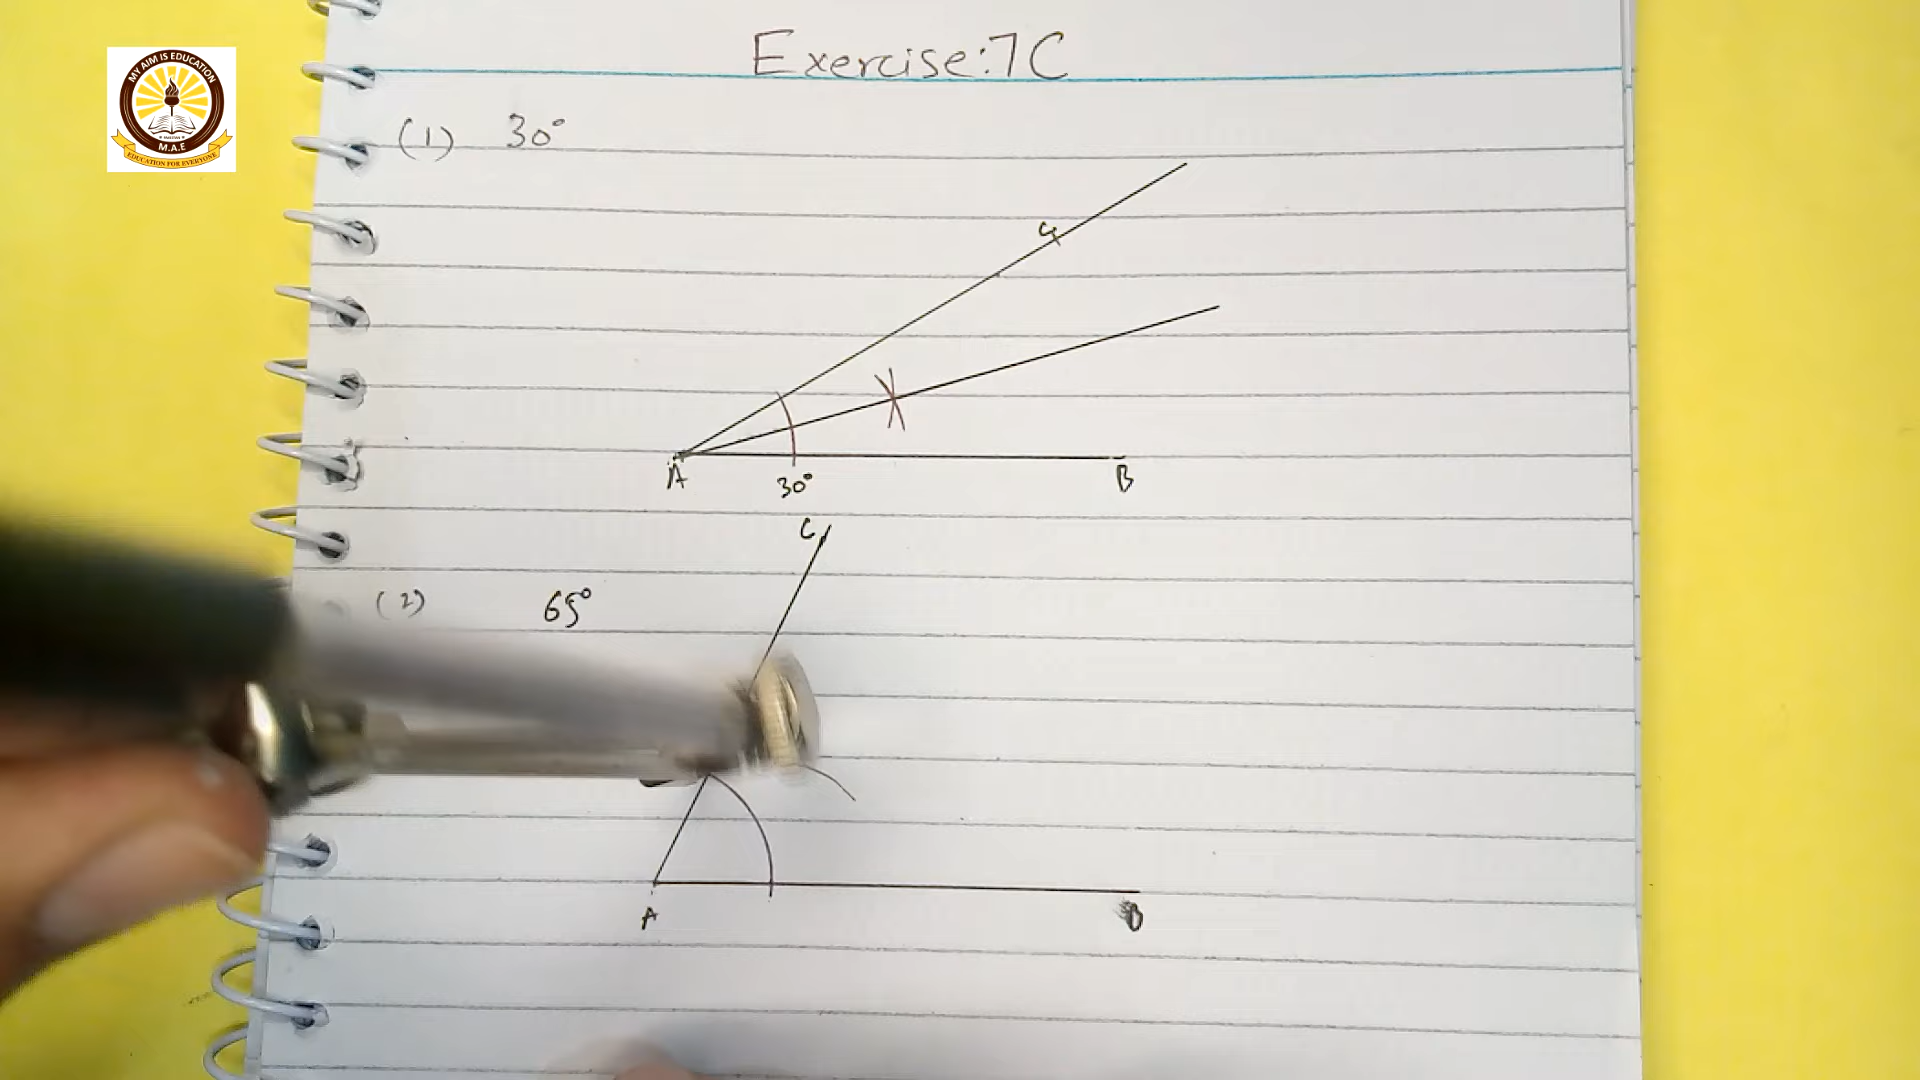 MY AIM IS EDUCATION
M.A.E
EDUCATION FOR EVERYONE
Exercise:7C
(1) 30°
C
A 30° B
C
(2) 65°
A B